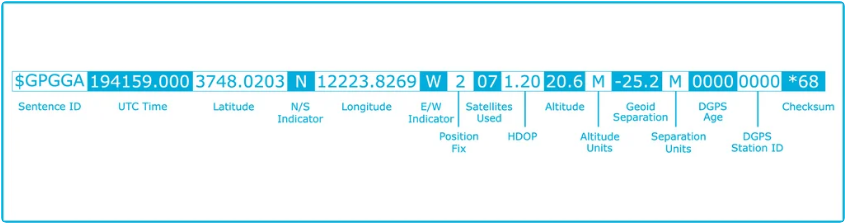 $GPGGA 194159.000 3748.0203 N 12223.8269 W 2 07 1.20 20.6 M -25.2 M 0000 0000 *68
Sentence ID
UTC Time
Latitude
N/S
Indicator
Longitude
E/W
Indicator
Position
Fix
Satellites
Used
HDOP
Altitude
Altitude
Units
Geoid
Separation
Separation
Units
DGPS
Age
DGPS
Station ID
Checksum